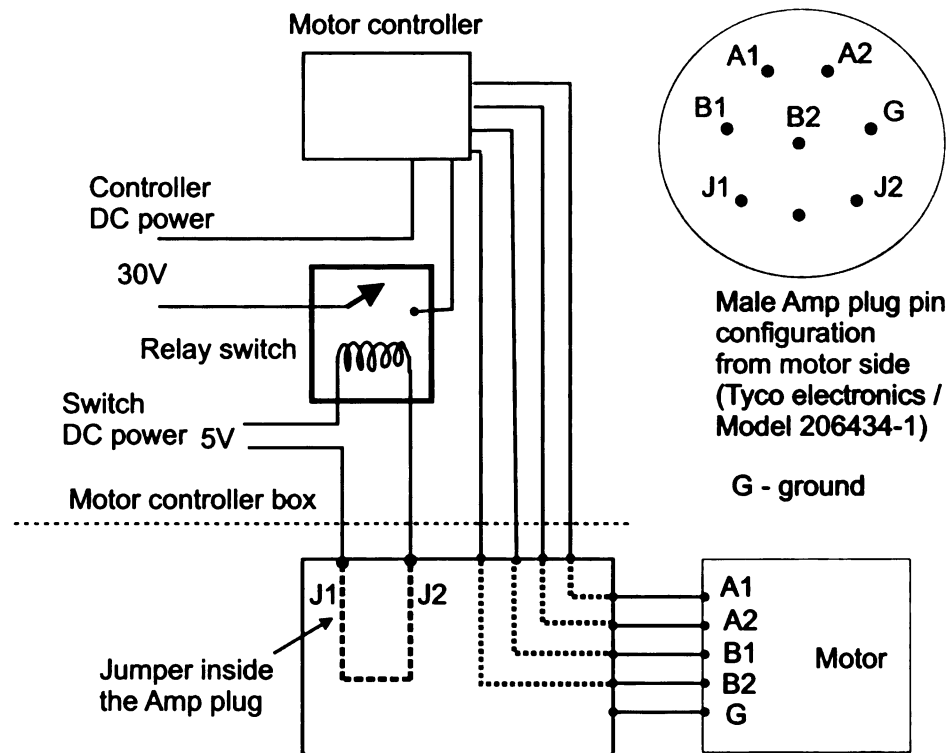 Motor controller
A1
A2
B1
B2
G
J1
J2
Controller
DC power
30V
Male Amp plug pin
configuration
from motor side
(Tyco electronics /
Model 206434-1)
Relay switch
Switch
DC power 5V
G - ground
Motor controller box
J1
J2
A1
A2
B1
B2
G
Motor
Jumper inside
the Amp plug